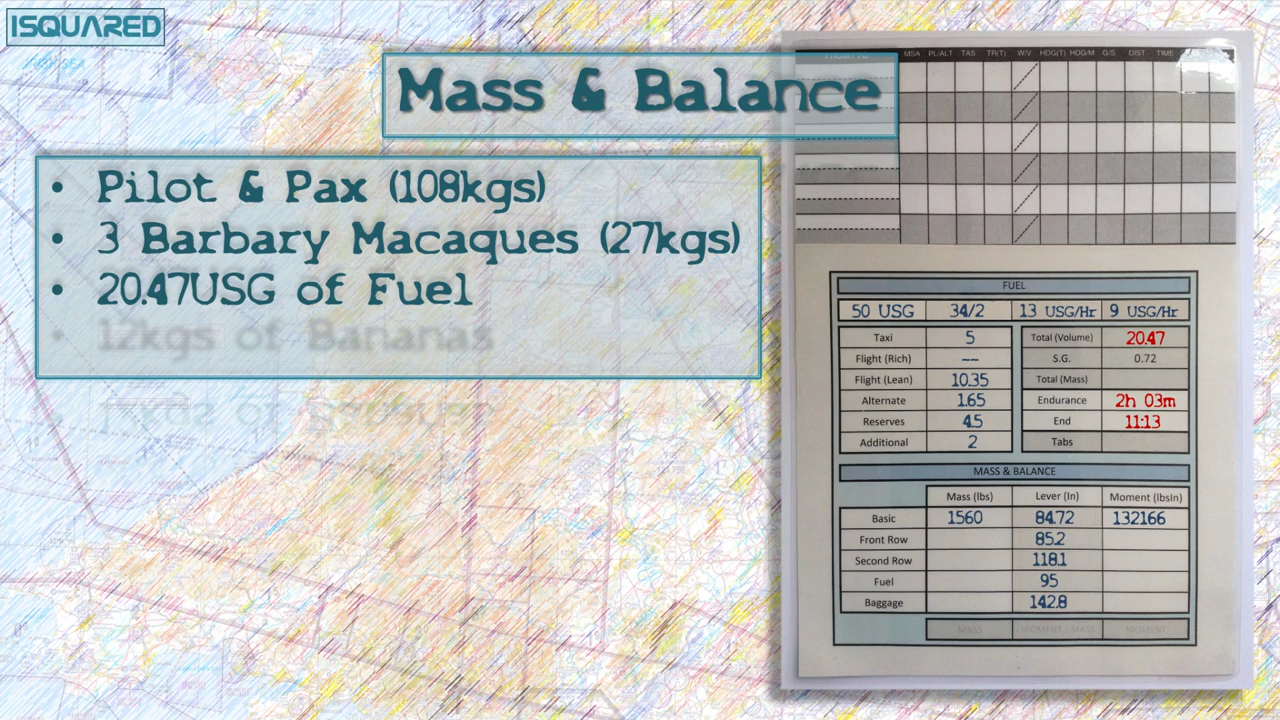 ISQUARED
Mass & Balance
• Pilot & Pax (108kgs)
• 3 Barbary Macaques (27kgs)
• 20.47USG of Fuel
• 12kgs of Bananas
MSA PL/ALT TAS TR(T) W/V HDG(T) HDG/M G/S DIST. TIME
FUEL
50 USG 34/2 13 USG/Hr 9 USG/Hr
Taxi 5 Total (Volume) 20.47
Flight (Rich) -- S.G. 0.72
Flight (Lean) 10.35 Total (Mass)
Alternate 1.65 Endurance 2h 03m
Reserves 4.5 End 11:13
Additional 2 Tabs
MASS & BALANCE
Mass (lbs) Lever (In) Moment (lbsIn)
Basic 1560 84.72 132166
Front Row 85.2
Second Row 118.1
Fuel 95
Baggage 142.8
MASS MOMENT / MASS MOMENT